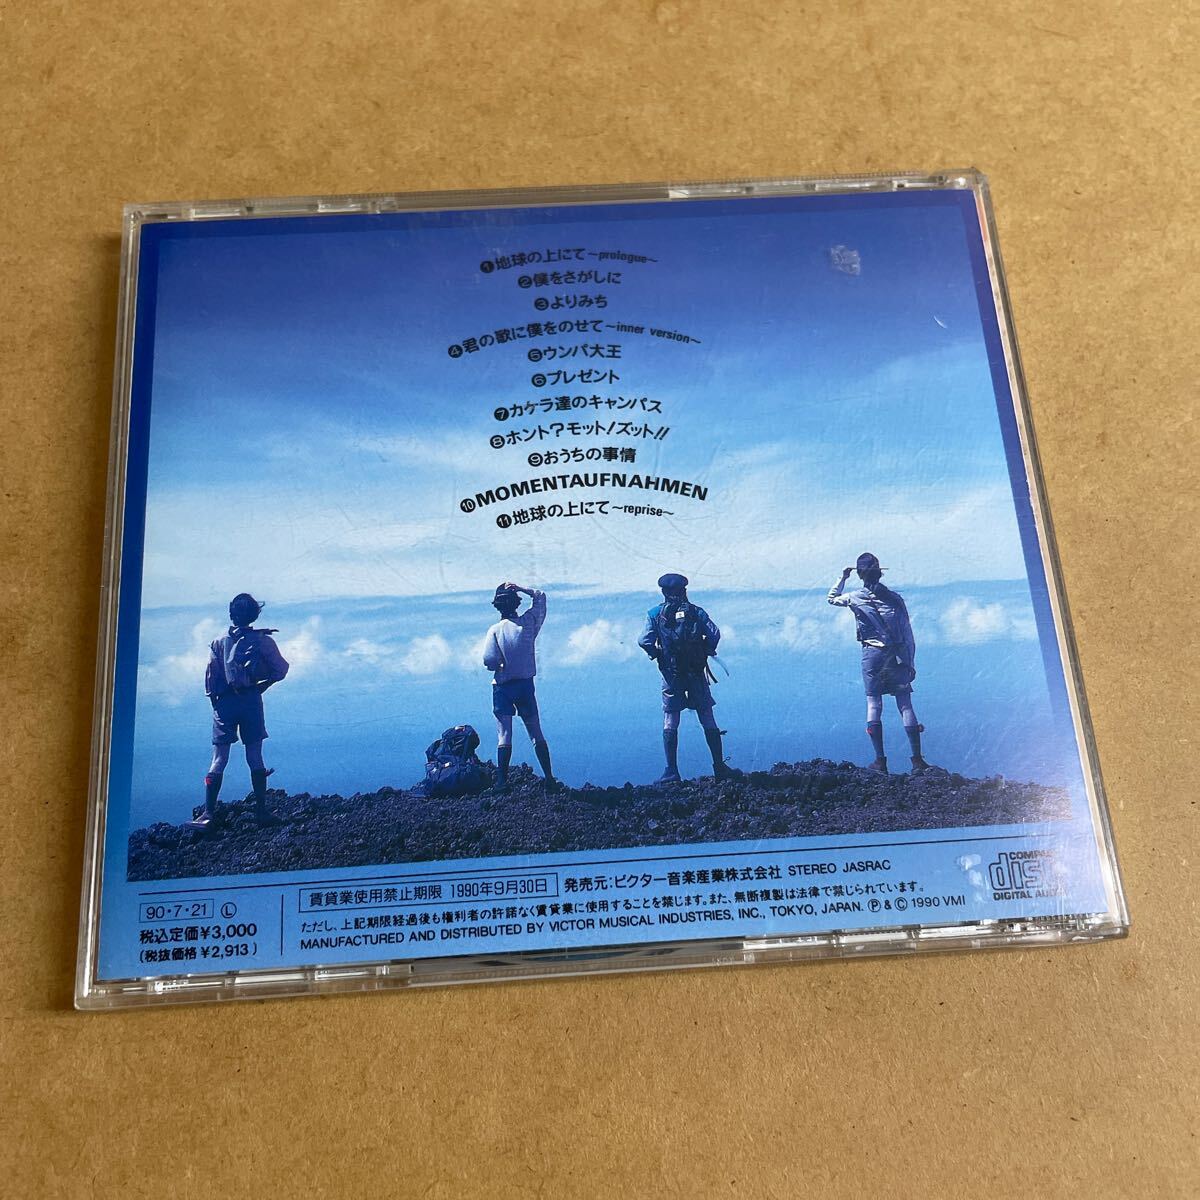 ❶地球の上にて〜prologue〜
❷僕をさがしに
❸よりみち
❹君の歌に僕をのせて〜inner version〜
❺ウンパ大王
❻プレゼント
❼カケラ達のキャンパス
❽ホント?モット!ズット!!
❾おうちの事情
❿MOMENTAUFNAHMEN
⓫地球の上にて〜reprise〜
90・7・21 Ⓛ
税込定価¥3,000
(税抜価格¥2,913)
賃貸業使用禁止期限 1990年9月30日 発売元:ビクター音楽産業株式会社 STEREO JASRAC
ただし、上記期限経過後も権利者の許諾なく賃貸業に使用することを禁じます。また、無断複製は法律で禁じられています。
MANUFACTURED AND DISTRIBUTED BY VICTOR MUSICAL INDUSTRIES, INC., TOKYO, JAPAN. Ⓟ & © 1990 VMI
disc
DIGITAL